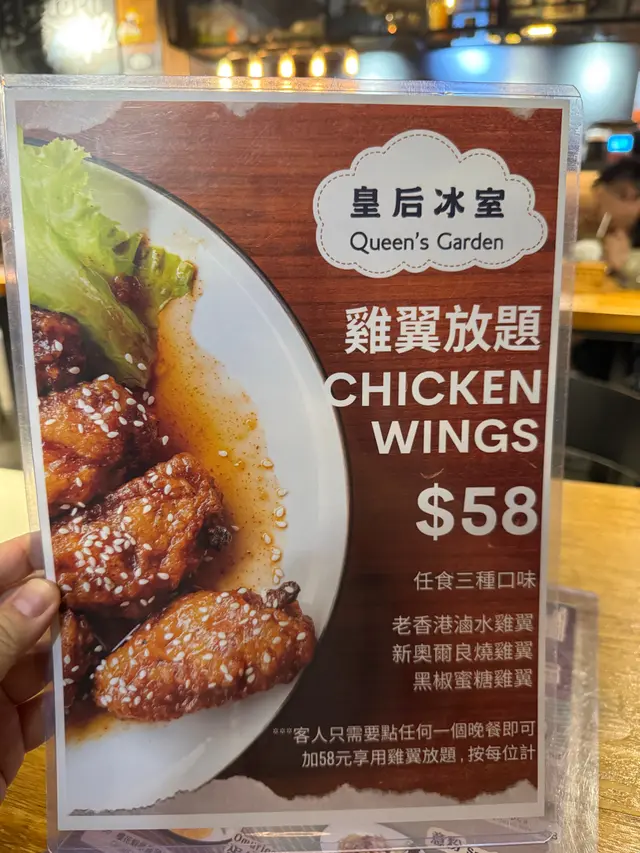 皇后冰室
Queen's Garden
雞翼放題
CHICKEN
WINGS
$58
任食三種口味
老香港滷水雞翼
新奧爾良燒雞翼
黑椒蜜糖雞翼
***客人只需要點任何一個晚餐即可
加58元享用雞翼放題，按每位計